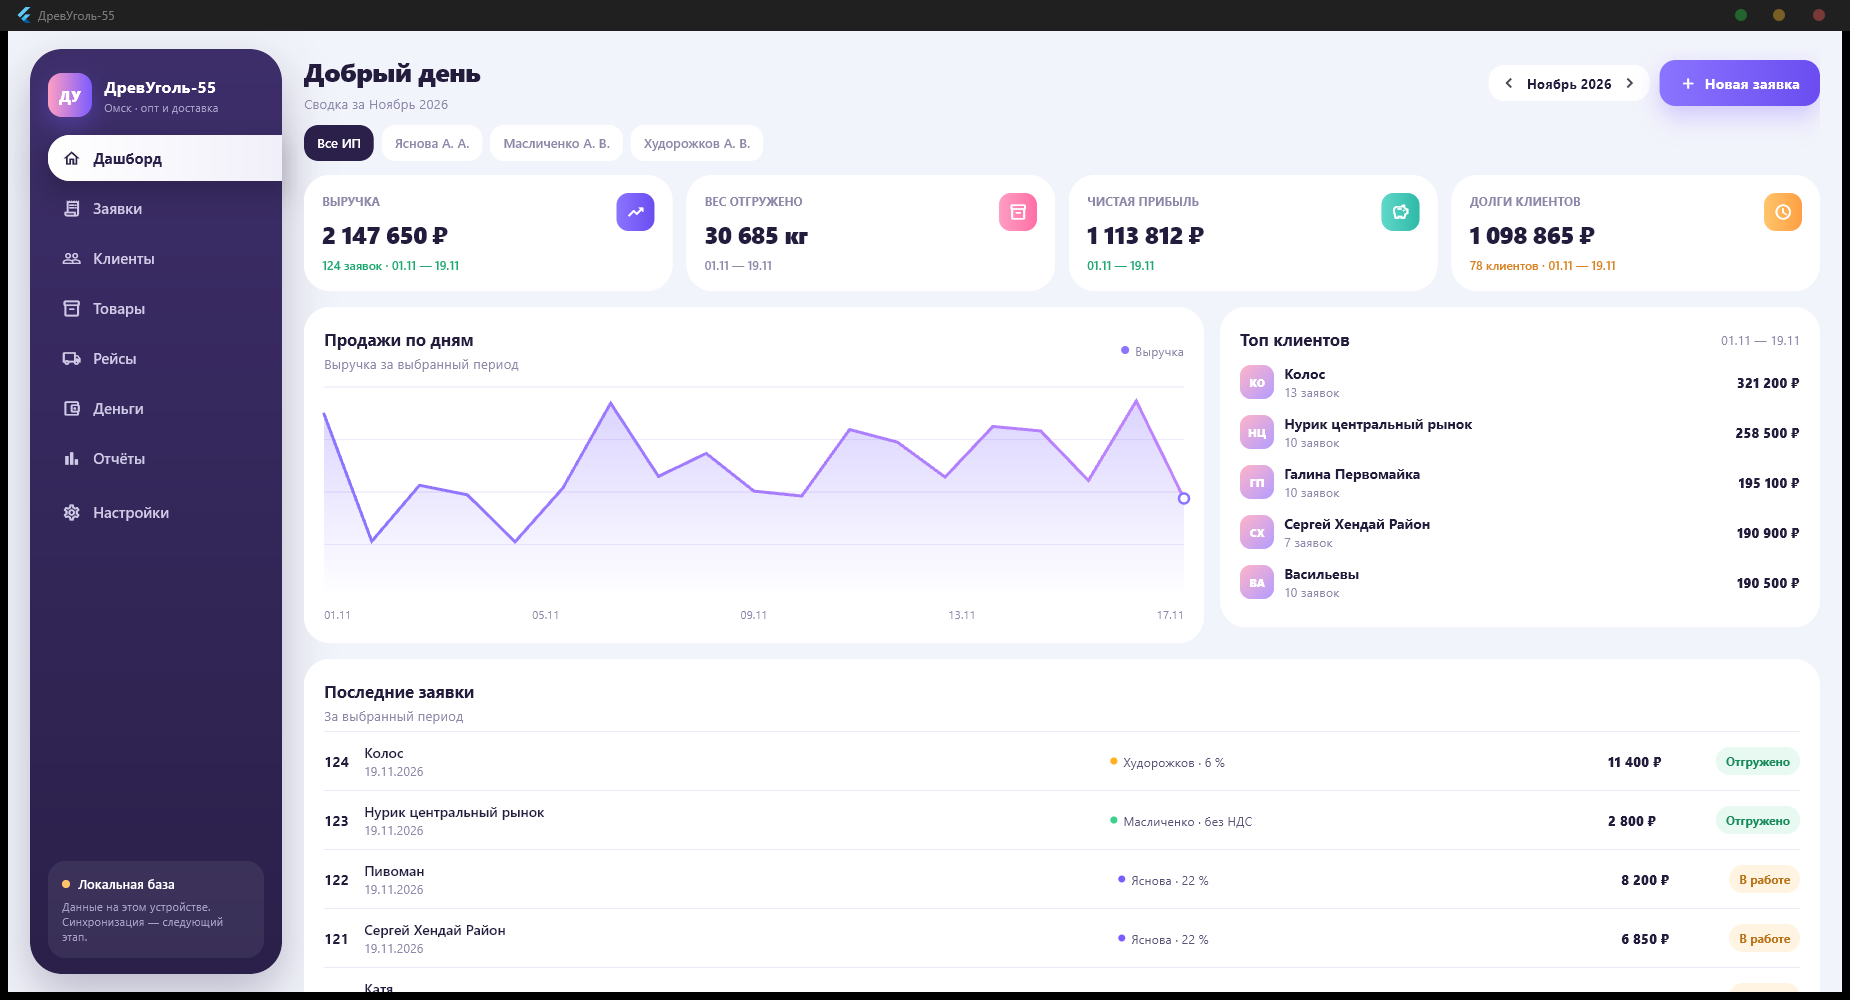 ДревУголь-55
ДУ
ДревУголь-55
Омск · опт и доставка
Дашборд
Заявки
Клиенты
Товары
Рейсы
Деньги
Отчёты
Настройки
Локальная база
Данные на этом устройстве.
Синхронизация — следующий
этап.
Добрый день
Сводка за Ноябрь 2026
Ноябрь 2026
+ Новая заявка
Все ИП
Яснова А. А.
Масличенко А. В.
Худорожков А. В.
ВЫРУЧКА
2 147 650 ₽
124 заявок · 01.11 — 19.11
ВЕС ОТГРУЖЕНО
30 685 кг
01.11 — 19.11
ЧИСТАЯ ПРИБЫЛЬ
1 113 812 ₽
01.11 — 19.11
ДОЛГИ КЛИЕНТОВ
1 098 865 ₽
78 клиентов · 01.11 — 19.11
Продажи по дням
Выручка за выбранный период
Выручка
01.11
05.11
09.11
13.11
17.11
Топ клиентов
01.11 — 19.11
КО
Колос
13 заявок
321 200 ₽
НЦ
Нурик центральный рынок
10 заявок
258 500 ₽
ГП
Галина Первомайка
10 заявок
195 100 ₽
СХ
Сергей Хендай Район
7 заявок
190 900 ₽
ВА
Васильевы
10 заявок
190 500 ₽
Последние заявки
За выбранный период
124
Колос
19.11.2026
Худорожков · 6 %
11 400 ₽
Отгружено
123
Нурик центральный рынок
19.11.2026
Масличенко · без НДС
2 800 ₽
Отгружено
122
Пивоман
19.11.2026
Яснова · 22 %
8 200 ₽
В работе
121
Сергей Хендай Район
19.11.2026
Яснова · 22 %
6 850 ₽
В работе
Катя